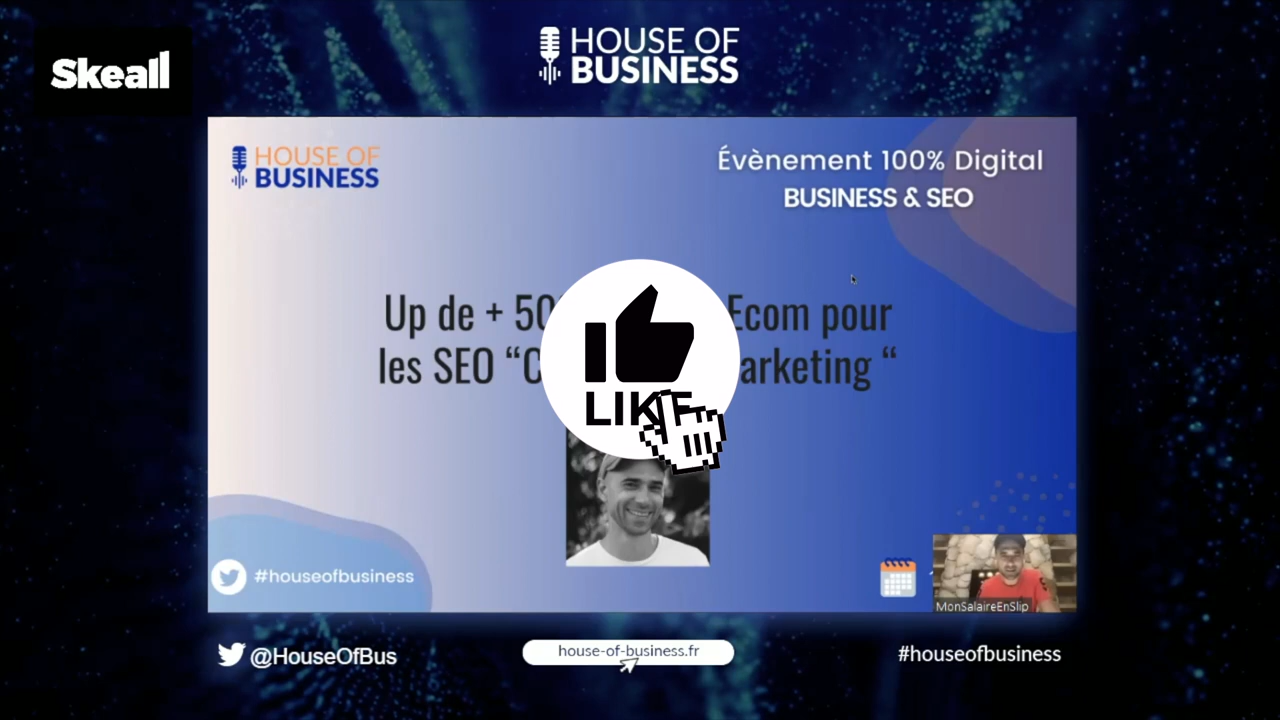 Skeall
HOUSE OF
BUSINESS
HOUSE OF
BUSINESS
Évènement 100% Digital
BUSINESS & SEO
Up de + 50 Ecom pour
les SEO “C arketing “
LIKE
#houseofbusiness
MonSalaireEnSlip
@HouseOfBus
house-of-business.fr
#houseofbusiness